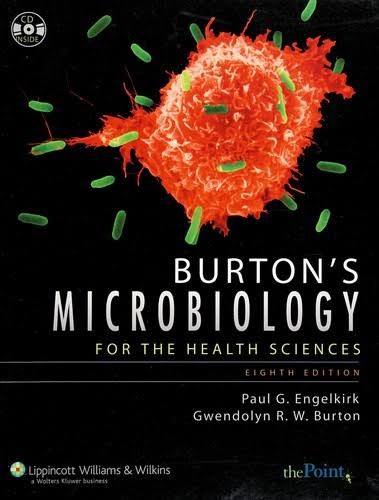 CD
INSIDE
BURTON'S
MICROBIOLOGY
FOR THE HEALTH SCIENCES
EIGHTH EDITION
Paul G. Engelkirk
Gwendolyn R. W. Burton
Lippincott Williams & Wilkins
a Wolters Kluwer business
thePoint